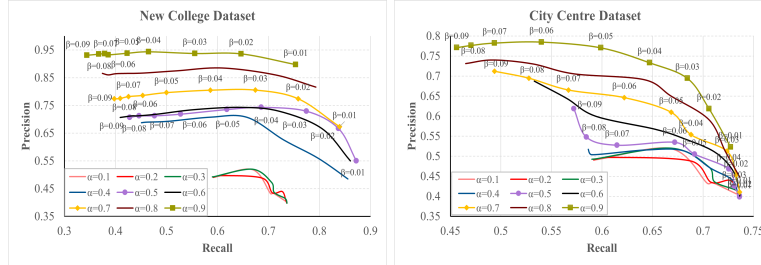 New College Dataset
Precision
0.95
0.85
0.75
0.65
0.55
0.45
0.35
β=0.09 β=0.07 β=0.05 β=0.04 β=0.03 β=0.02 β=0.01
β=0.08 β=0.06
β=0.07 β=0.05 β=0.04 β=0.03 β=0.02
β=0.09
β=0.08 β=0.06
β=0.01
β=0.09 β=0.08 β=0.07 β=0.06 β=0.05 β=0.04 β=0.03 β=0.02
β=0.01
α=0.1 α=0.2 α=0.3
α=0.4 α=0.5 α=0.6
α=0.7 α=0.8 α=0.9
0.3 0.4 0.5 0.6 0.7 0.8 0.9
Recall
City Centre Dataset
Precision
0.8
0.75
0.7
0.65
0.6
0.55
0.5
0.45
0.4
0.35
β=0.09 β=0.07 β=0.06 β=0.05
β=0.08
β=0.04
β=0.03
β=0.02
β=0.09 β=0.08 β=0.07 β=0.06
β=0.05
β=0.04
β=0.09
β=0.08 β=0.07 β=0.06
β=0.05
α=0.1 α=0.2 α=0.3
α=0.4 α=0.5 α=0.6
α=0.7 α=0.8 α=0.9
0.45 0.5 0.55 0.6 0.65 0.7 0.75
Recall